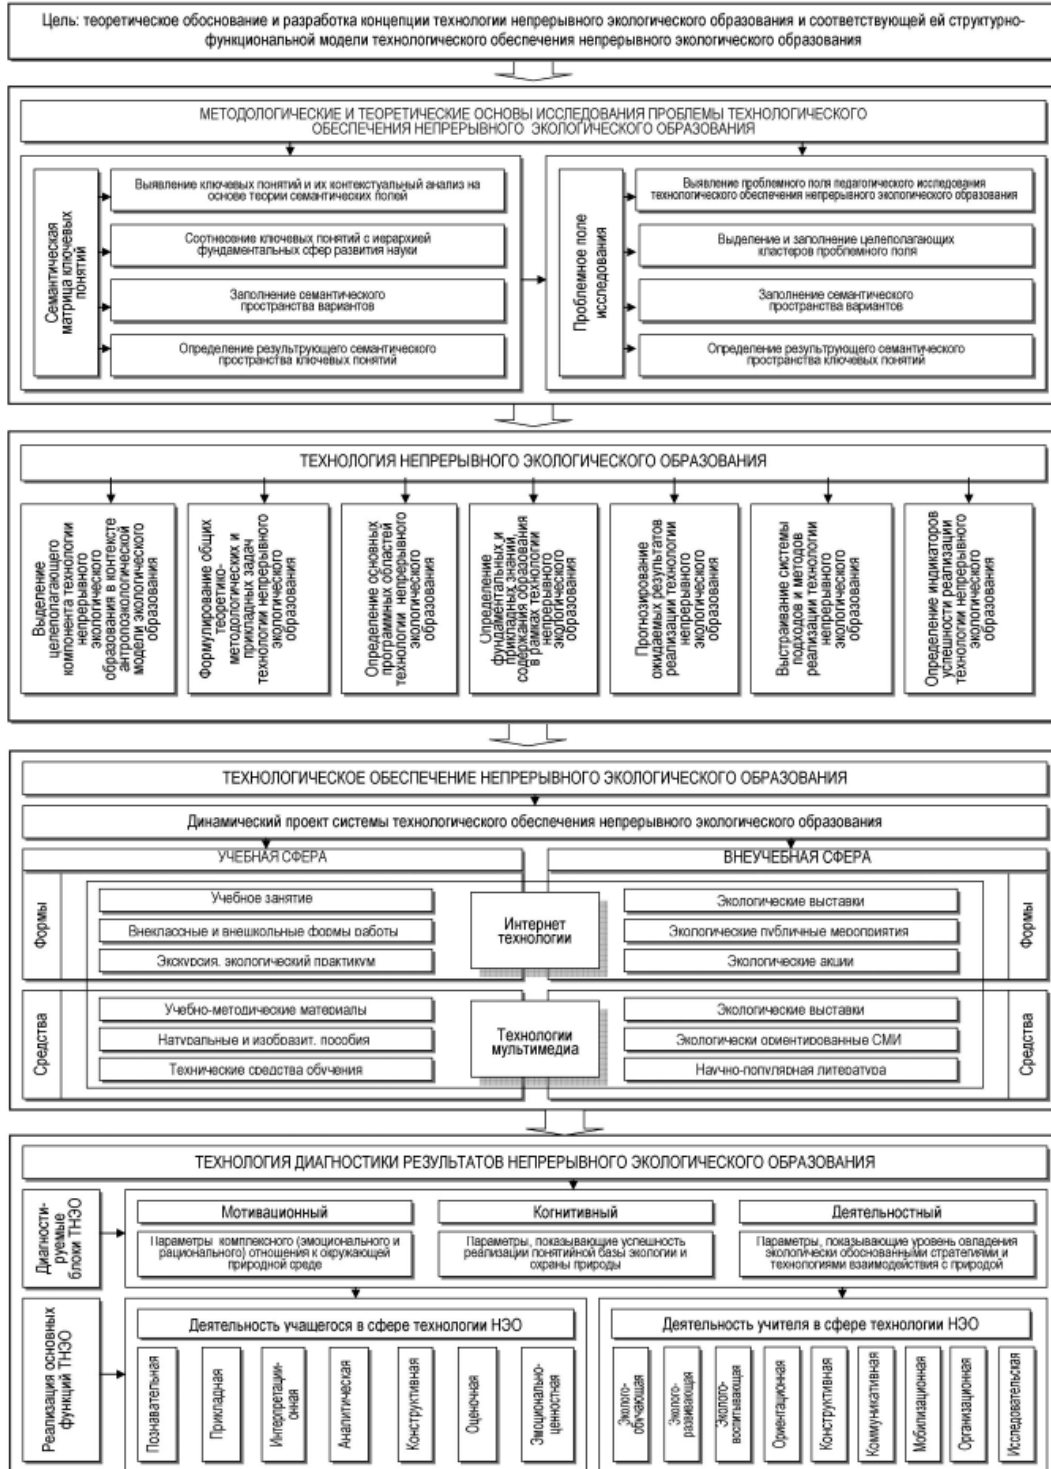 Цель: теоретическое обоснование и разработка концепции технологии непрерывного экологического образования и соответствующей ей структурно-
функциональной модели технологического обеспечения непрерывного экологического образования
МЕТОДОЛОГИЧЕСКИЕ И ТЕОРЕТИЧЕСКИЕ ОСНОВЫ ИССЛЕДОВАНИЯ ПРОБЛЕМЫ ТЕХНОЛОГИЧЕСКОГО
ОБЕСПЕЧЕНИЯ НЕПРЕРЫВНОГО ЭКОЛОГИЧЕСКОГО ОБРАЗОВАНИЯ
Семантическая
матрица ключевых
понятий
Выявление ключевых понятий и их контекстуальный анализ на
основе теории семантических полей
Соотнесение ключевых понятий с иерархией
фундаментальных сфер развития науки
Заполнение семантического
пространства вариантов
Определение результрующего семантического
пространства ключевых понятий
Проблемное поле
исследования
Выявление проблемного поля педагогического исследования
технологического обеспечения непрерывного экологического образования
Выделение и заполнение целеполагающих
кластеров проблемного поля
Заполнение семантического
пространства вариантов
Определение результрующего семантического
пространства ключевых понятий
ТЕХНОЛОГИЯ НЕПРЕРЫВНОГО ЭКОЛОГИЧЕСКОГО ОБРАЗОВАНИЯ
Выделение
целеполагающего
компонента технологии
непрерывного
экологического
образования в контексте
антропоэкологической
модели экологического
образования
Формулирование общих
теоретико-
методологических и
прикладных задач
технологии непрерывного
экологического
образования
Определение основных
программных областей
технологии непрерывного
экологического
образования
Определение
фундаментальных и
прикладных знаний,
содержания образования
в рамках технологии
непрерывного
экологического
образования
Прогнозирование
ожидаемых результатов
реализации технологии
непрерывного
экологического
образования
Выстраивание системы
подходов и методов
реализации технологии
непрерывного
экологического
образования
Определение индикаторов
успешности реализации
технологии непрерывного
экологического
образования
ТЕХНОЛОГИЧЕСКОЕ ОБЕСПЕЧЕНИЕ НЕПРЕРЫВНОГО ЭКОЛОГИЧЕСКОГО ОБРАЗОВАНИЯ
Динамический проект системы технологического обеспечения непрерывного экологического образования
УЧЕБНАЯ СФЕРА
ВНЕУЧЕБНАЯ СФЕРА
Формы
Учебное занятие
Внеклассные и внешкольные формы работы
Экскурсия, экологический практикум
Интернет
технологии
Экологические выставки
Экологические публичные мероприятия
Экологические акции
Формы
Средства
Учебно-методические материалы
Натуральные и изобразит. пособия
Технические средства обучения
Технологии
мультимедиа
Экологические выставки
Экологически ориентированные СМИ
Научно-популярная литература
Средства
ТЕХНОЛОГИЯ ДИАГНОСТИКИ РЕЗУЛЬТАТОВ НЕПРЕРЫВНОГО ЭКОЛОГИЧЕСКОГО ОБРАЗОВАНИЯ
Диагности-
руемые
блоки ТНЭО
Мотивационный
Параметры комплексного (эмоционального и
рационального) отношения к окружающей
природной среде
Когнитивный
Параметры, показывающие успешность
реализации понятийной базы экологии и
охраны природы
Деятельностный
Параметры, показывающие уровень овладения
экологически обоснованными стратегиями и
технологиями взаимодействия с природой
Реализация основных
функций ТНЭО
Деятельность учащегося в сфере технологии НЭО
Познавательная
Прикладная
Интерпретаци-
онная
Аналитическая
Конструктивная
Оценочная
Эмоционально-
ценностная
Деятельность учителя в сфере технологии НЭО
Эколого-
обучающая
Эколого-
развивающая
Эколого-
воспитывающая
Ориентационная
Конструктивная
Коммуникативная
Мобилизационная
Организационная
Исследовательская